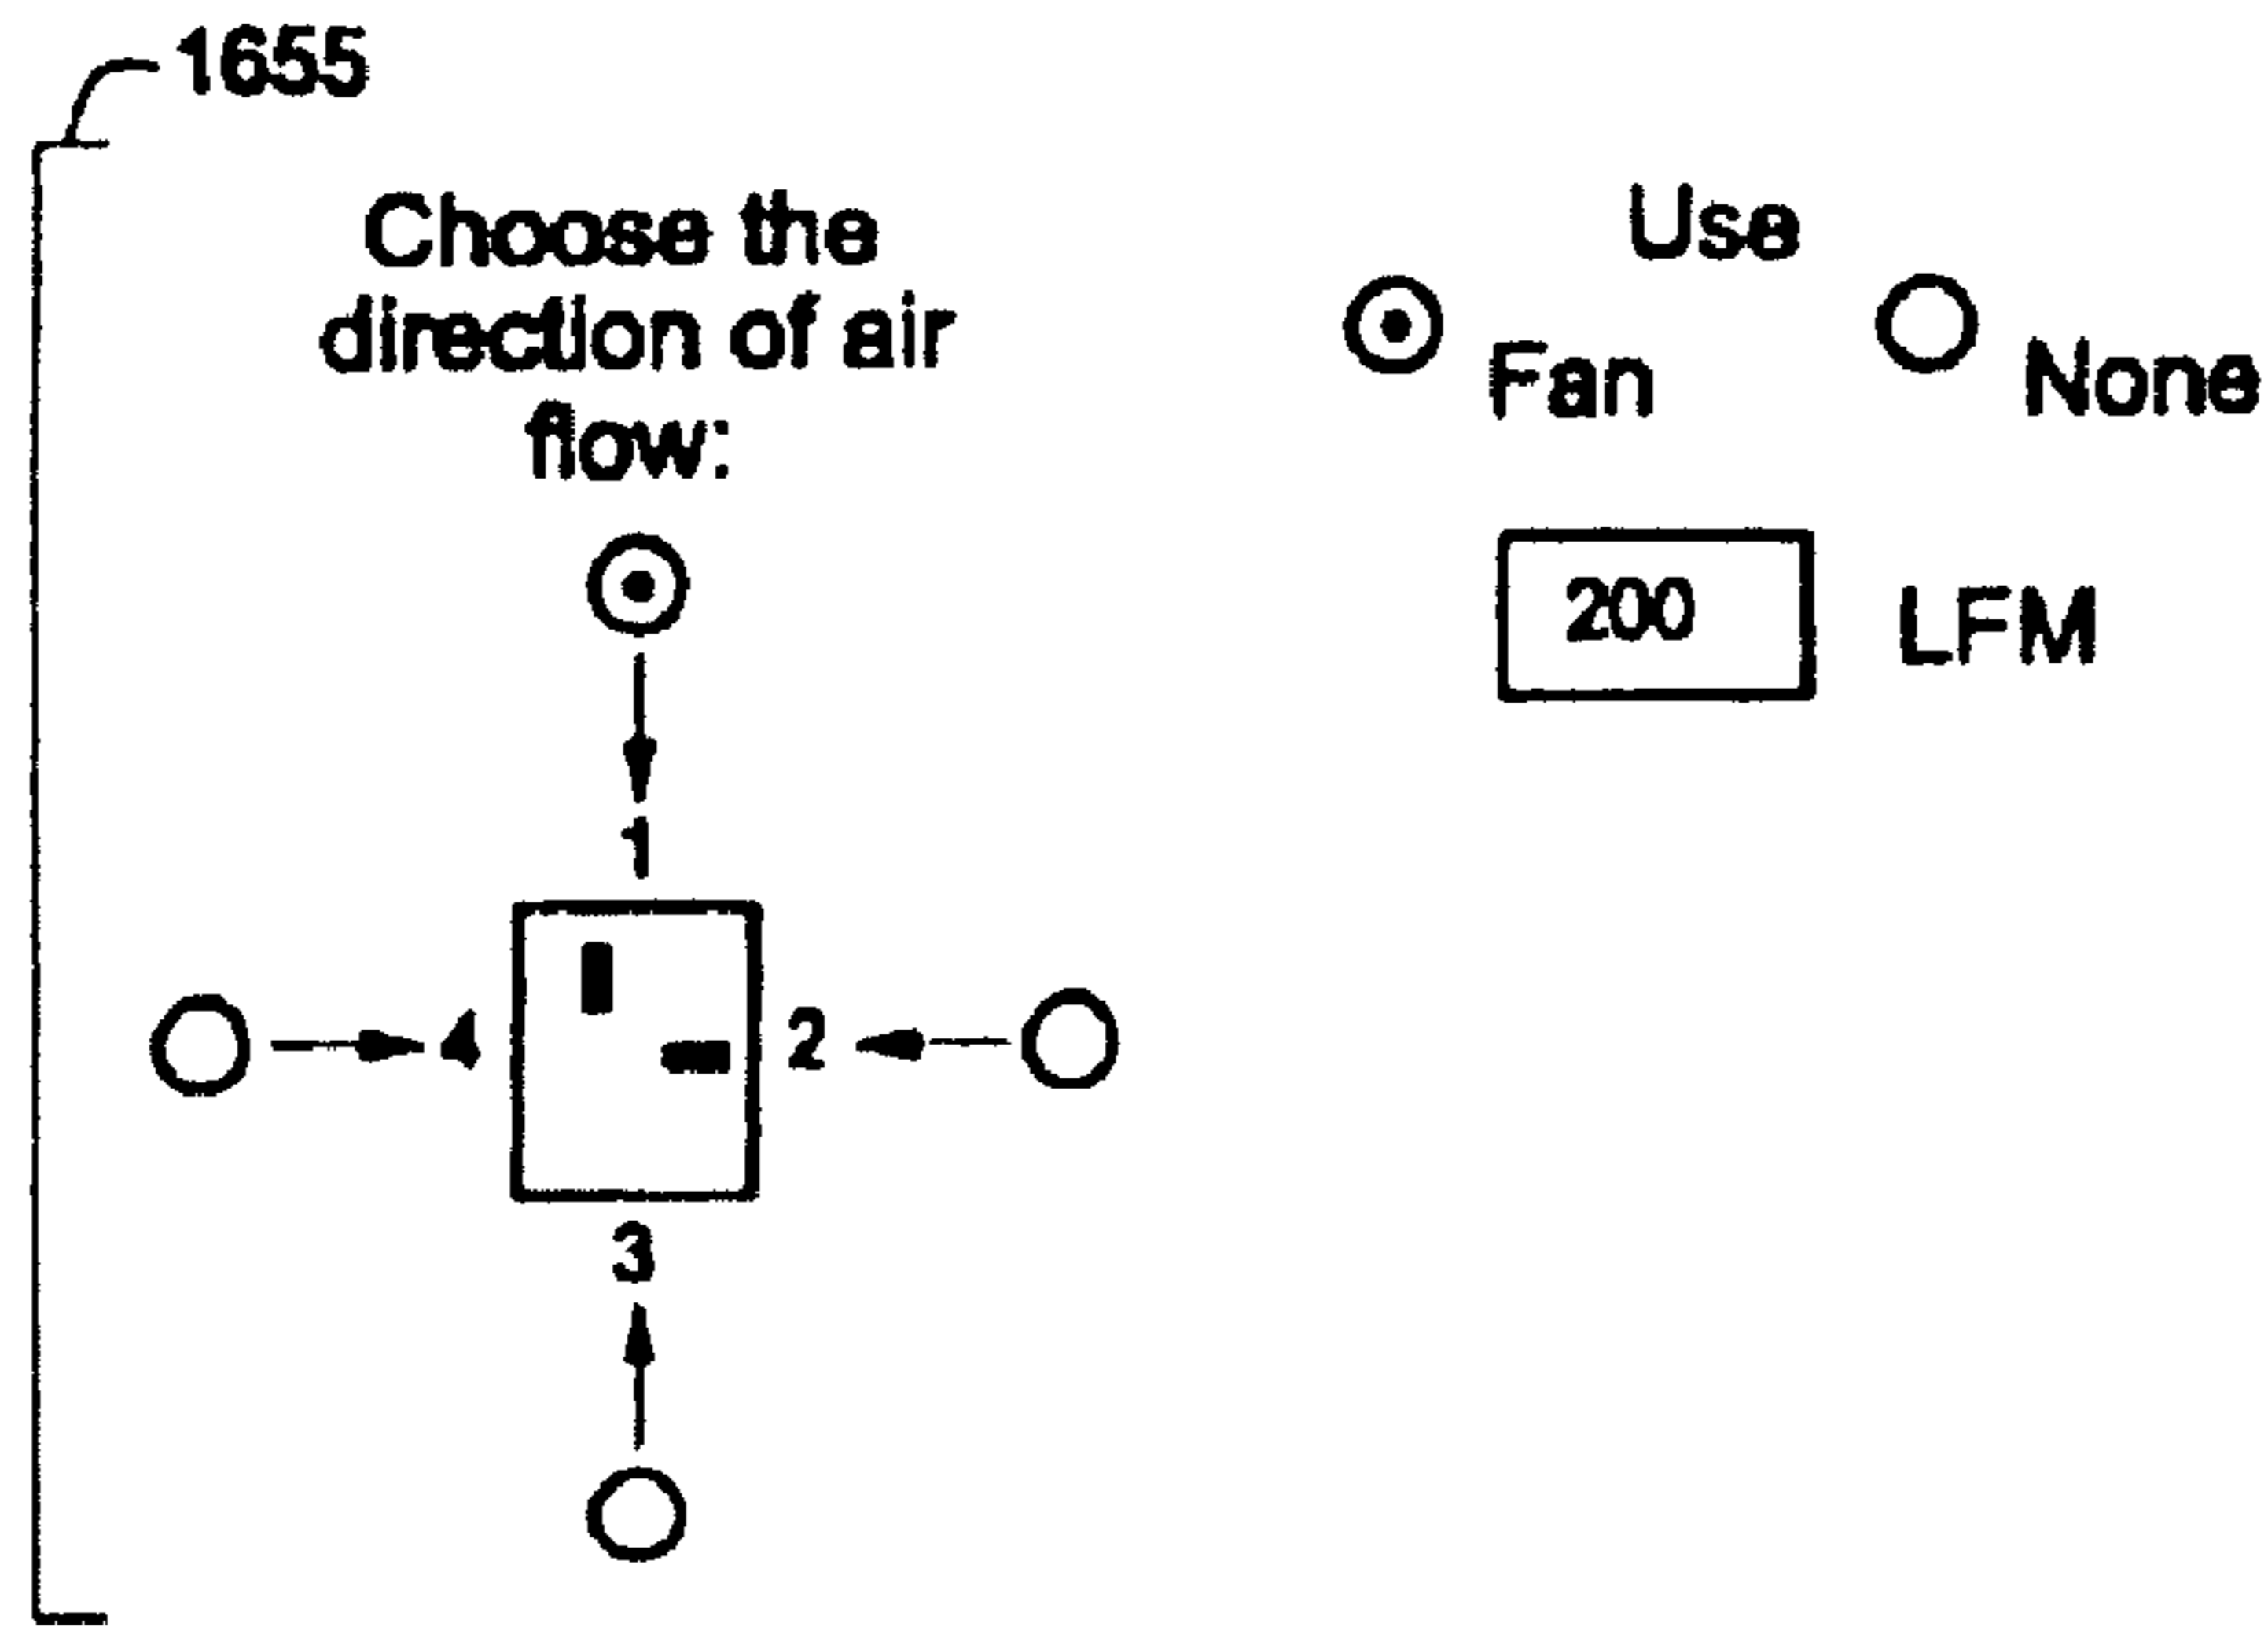 1655
Choose the
direction of air
flow:
Use
Fan
None
200 LFM
1
4
2
3